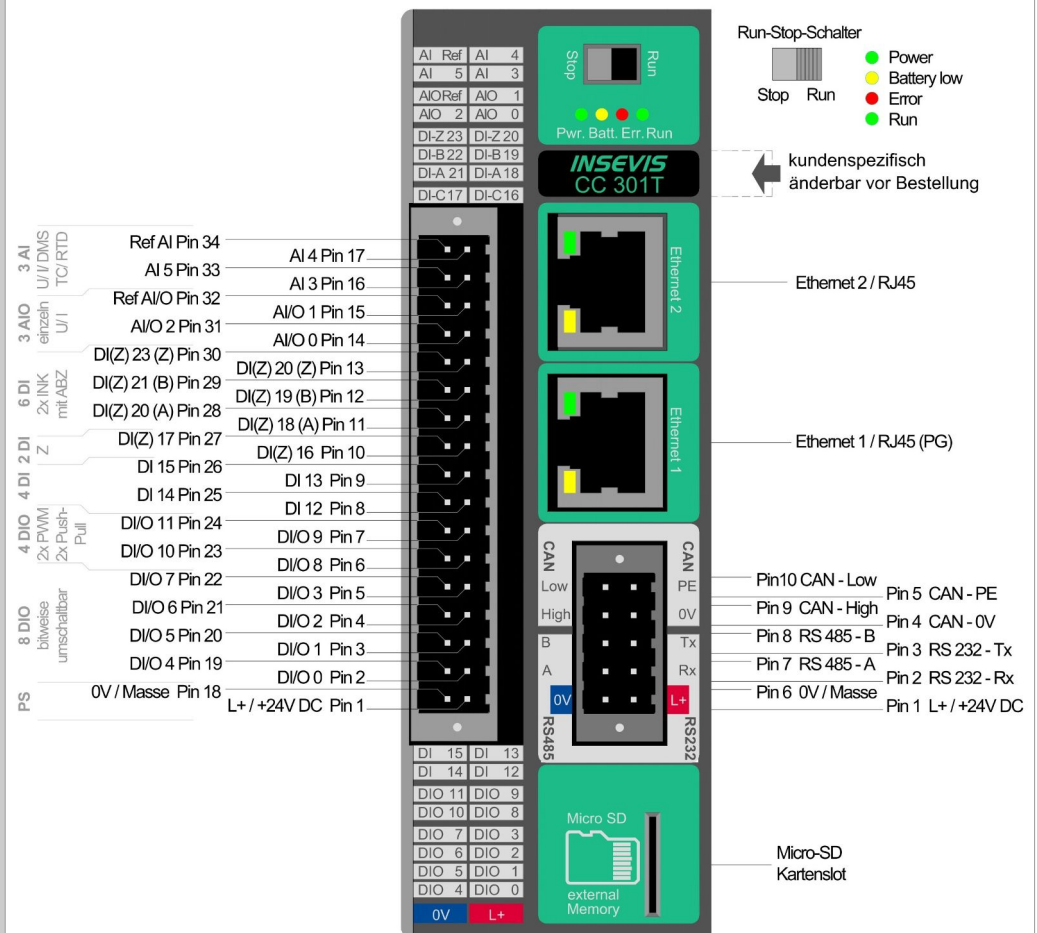 AI Ref AI 4
AI 5 AI 3
AIO Ref AIO 1
AIO 2 AIO 0
DI-Z 23 DI-Z 20
DI-B 22 DI-B 19
DI-A 21 DI-A 18
DI-C 17 DI-C 16
Stop
Run
Pwr. Batt. Err. Run
INSEVIS
CC 301T
Run-Stop-Schalter
Stop Run
Power
Battery low
Error
Run
kundenspezifisch
änderbar vor Bestellung
3 AI
U/ I/ DMS
TC/ RTD
3 AIO
einzeln
U/ I
6 DI
2x INK
mit ABZ
2 DI
Z
4 DI
4 DIO
2x PWM
2x Push-
Pull
8 DIO
bitweise
umschaltbar
PS
Ref AI Pin 34
AI 4 Pin 17
AI 5 Pin 33
AI 3 Pin 16
Ref AI/O Pin 32
AI/O 1 Pin 15
AI/O 2 Pin 31
AI/O 0 Pin 14
DI(Z) 23 (Z) Pin 30
DI(Z) 20 (Z) Pin 13
DI(Z) 21 (B) Pin 29
DI(Z) 19 (B) Pin 12
DI(Z) 20 (A) Pin 28
DI(Z) 18 (A) Pin 11
DI(Z) 17 Pin 27
DI(Z) 16 Pin 10
DI 15 Pin 26
DI 13 Pin 9
DI 14 Pin 25
DI 12 Pin 8
DI/O 11 Pin 24
DI/O 9 Pin 7
DI/O 10 Pin 23
DI/O 8 Pin 6
DI/O 7 Pin 22
DI/O 3 Pin 5
DI/O 6 Pin 21
DI/O 2 Pin 4
DI/O 5 Pin 20
DI/O 1 Pin 3
DI/O 4 Pin 19
DI/O 0 Pin 2
0V / Masse Pin 18
L+ / +24V DC Pin 1
Ethernet 2
Ethernet 2 / RJ45
Ethernet 1
Ethernet 1 / RJ45 (PG)
CAN
CAN
Low PE
High 0V
B Tx
A Rx
0V L+
RS485
RS232
Pin10 CAN - Low
Pin 5 CAN - PE
Pin 9 CAN - High
Pin 4 CAN - 0V
Pin 8 RS 485 - B
Pin 3 RS 232 - Tx
Pin 7 RS 485 - A
Pin 2 RS 232 - Rx
Pin 6 0V / Masse
Pin 1 L+ / +24V DC
DI 15 DI 13
DI 14 DI 12
DIO 11 DIO 9
DIO 10 DIO 8
DIO 7 DIO 3
DIO 6 DIO 2
DIO 5 DIO 1
DIO 4 DIO 0
0V L+
Micro SD
external
Memory
Micro-SD
Kartenslot